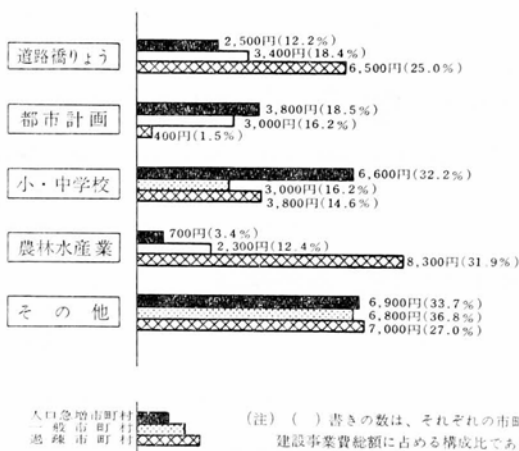 2,500円(12.2%)
道路橋りょう
3,400円(18.4%)
6,500円(25.0%)
3,800円(18.5%)
都市計画
3,000円(16.2%)
400円(1.5%)
6,600円(32.2%)
小・中学校
3,000円(16.2%)
3,800円(14.6%)
700円(3.4%)
農林水産業
2,300円(12.4%)
8,300円(31.9%)
6,900円(33.7%)
その他
6,800円(36.8%)
7,000円(27.0%)
人口急増市町村
一般市町村
過疎市町村
(注) ( )書きの数は、それぞれの市町
建設事業費総額に占める構成比であ